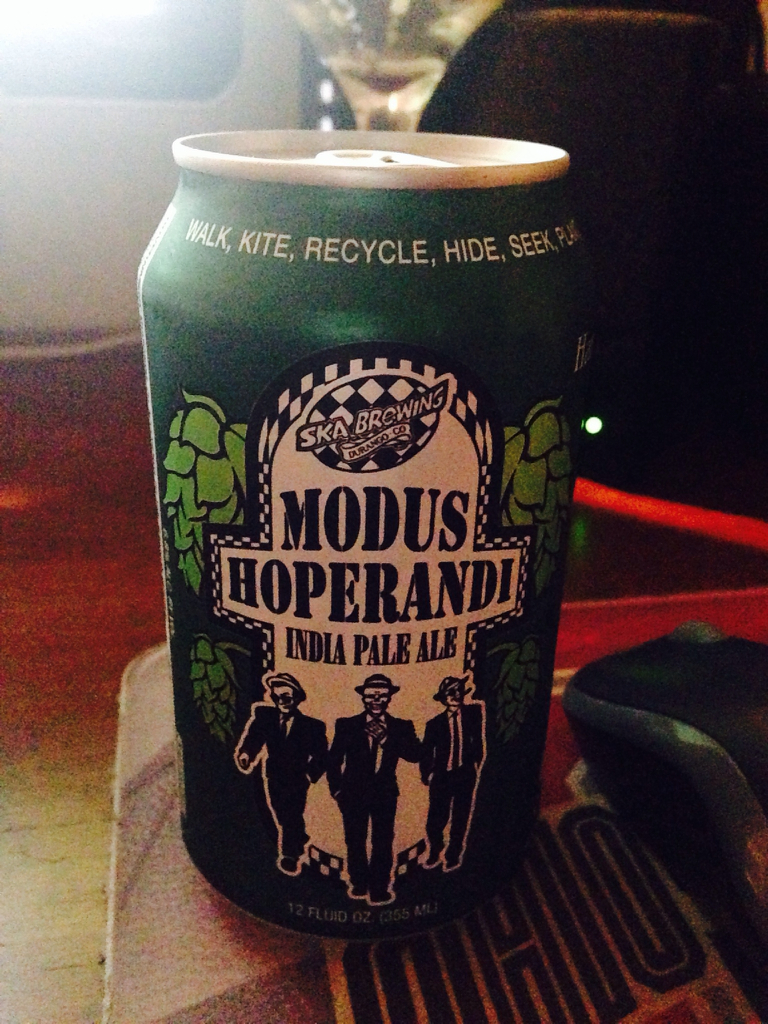 WALK, KITE, RECYCLE, HIDE, SEEK,
SKA BREWING
DURANGO CO
MODUS
HOPERANDI
INDIA PALE ALE
12 FLUID OZ. (355 ML)
OHIO